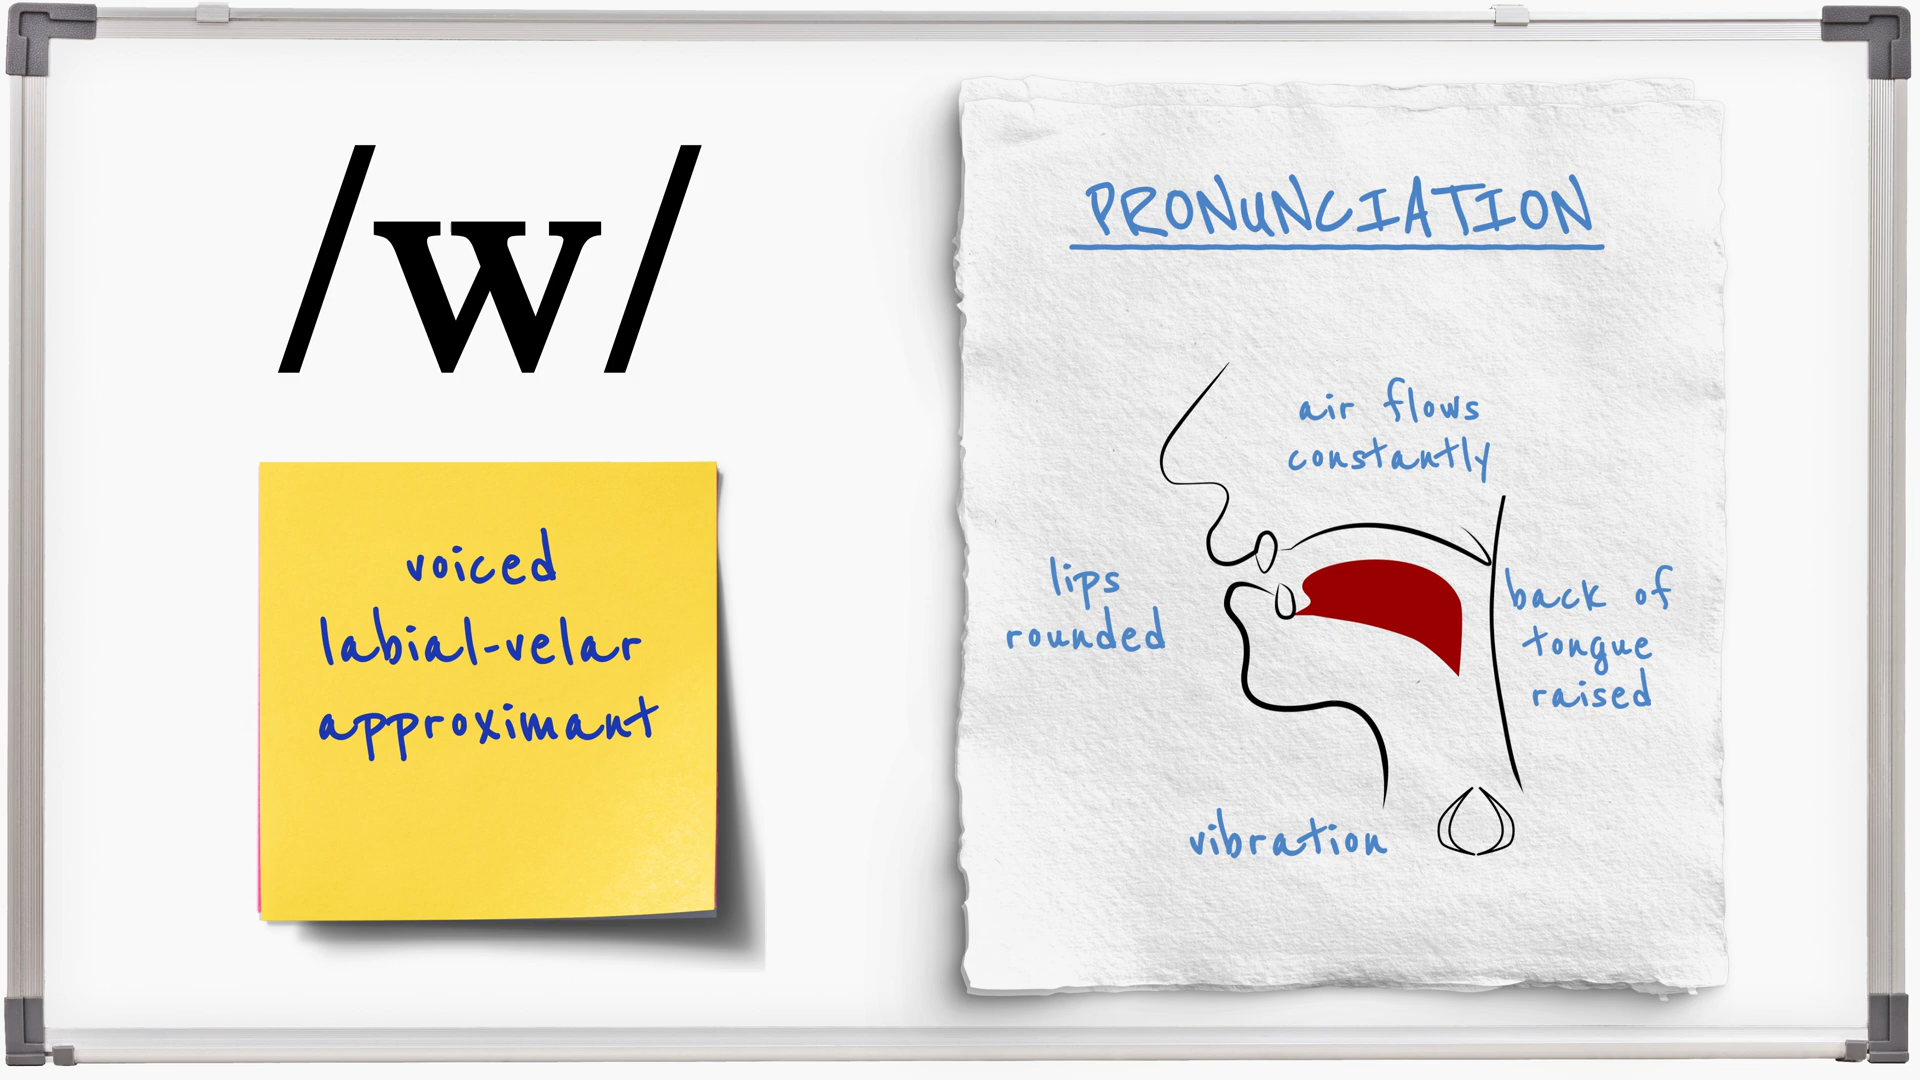 /w/
voiced
labial-velar
approximant
PRONUNCIATION
air flows
constantly
lips
rounded
back of
tongue
raised
vibration